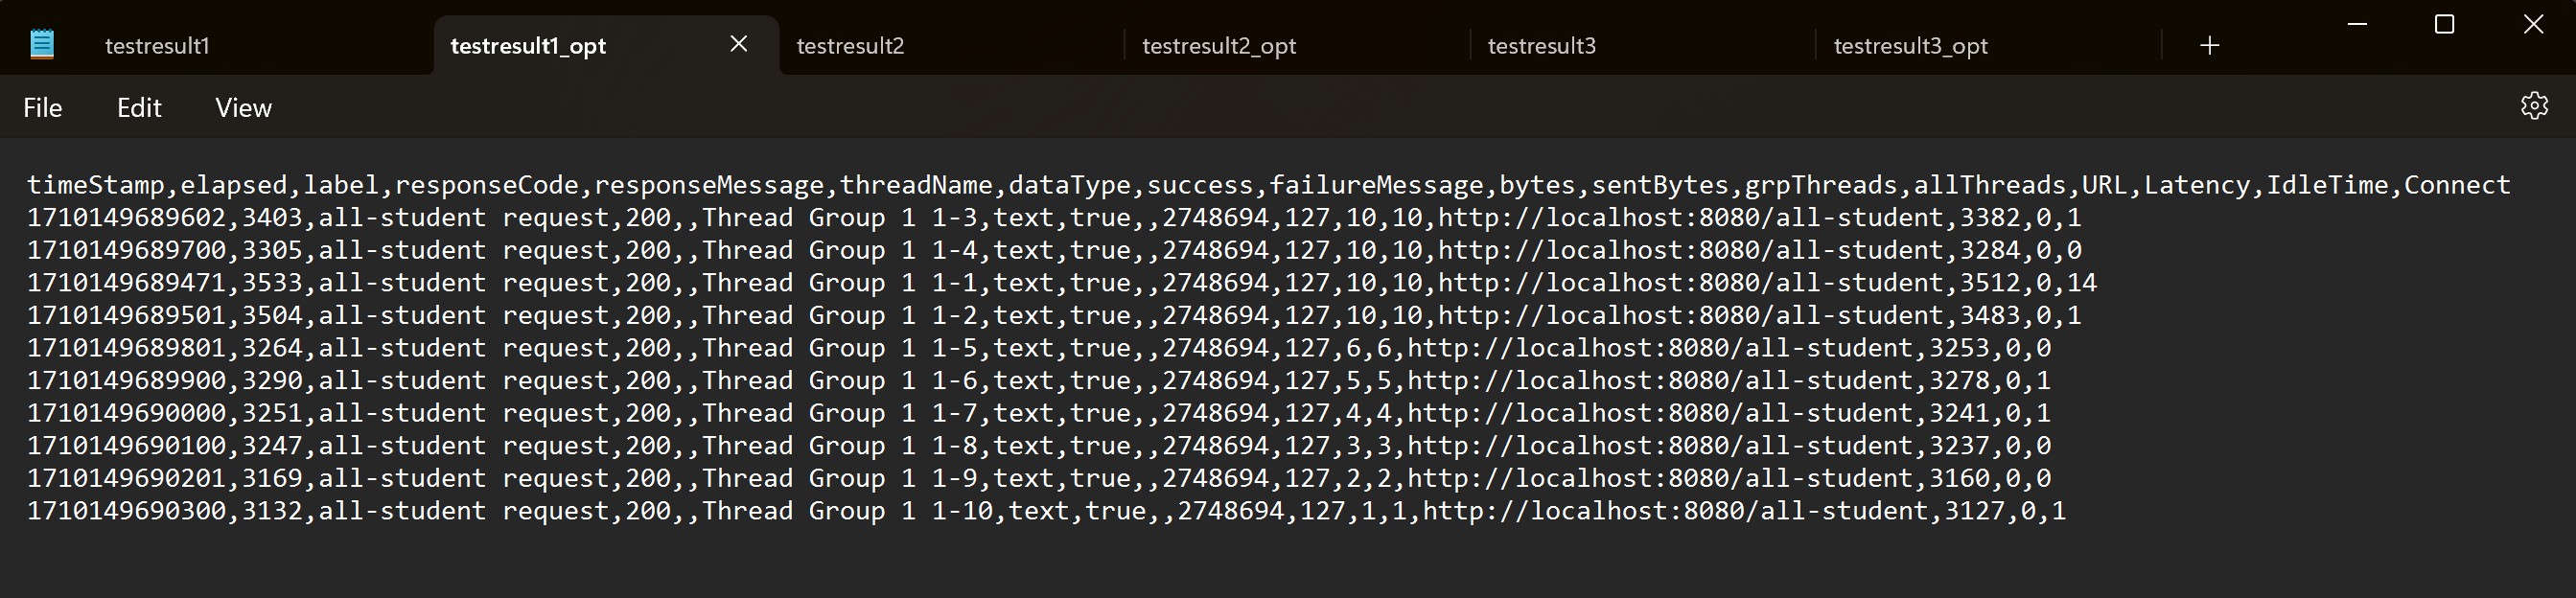 testresult1 testresult1_opt testresult2 testresult2_opt testresult3 testresult3_opt
File Edit View
timeStamp,elapsed,label,responseCode,responseMessage,threadName,dataType,success,failureMessage,bytes,sentBytes,grpThreads,allThreads,URL,Latency,IdleTime,Connect
1710149689602,3403,all-student request,200,,Thread Group 1 1-3,text,true,,2748694,127,10,10,http://localhost:8080/all-student,3382,0,1
1710149689700,3305,all-student request,200,,Thread Group 1 1-4,text,true,,2748694,127,10,10,http://localhost:8080/all-student,3284,0,0
1710149689471,3533,all-student request,200,,Thread Group 1 1-1,text,true,,2748694,127,10,10,http://localhost:8080/all-student,3512,0,14
1710149689501,3504,all-student request,200,,Thread Group 1 1-2,text,true,,2748694,127,10,10,http://localhost:8080/all-student,3483,0,1
1710149689801,3264,all-student request,200,,Thread Group 1 1-5,text,true,,2748694,127,6,6,http://localhost:8080/all-student,3253,0,0
1710149689900,3290,all-student request,200,,Thread Group 1 1-6,text,true,,2748694,127,5,5,http://localhost:8080/all-student,3278,0,1
1710149690000,3251,all-student request,200,,Thread Group 1 1-7,text,true,,2748694,127,4,4,http://localhost:8080/all-student,3241,0,1
1710149690100,3247,all-student request,200,,Thread Group 1 1-8,text,true,,2748694,127,3,3,http://localhost:8080/all-student,3237,0,0
1710149690201,3169,all-student request,200,,Thread Group 1 1-9,text,true,,2748694,127,2,2,http://localhost:8080/all-student,3160,0,0
1710149690300,3132,all-student request,200,,Thread Group 1 1-10,text,true,,2748694,127,1,1,http://localhost:8080/all-student,3127,0,1